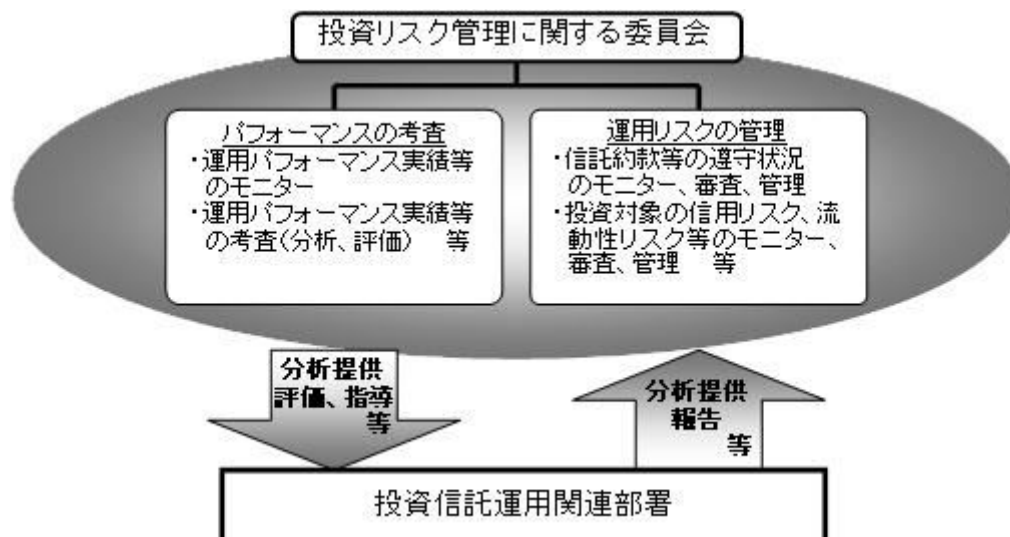 投資リスク管理に関する委員会
パフォーマンスの考査
・運用パフォーマンス実績等
のモニター
・運用パフォーマンス実績等
の考査(分析、評価) 等
運用リスクの管理
・信託約款等の遵守状況
のモニター、審査、管理
・投資対象の信用リスク、流
動性リスク等のモニター、
審査、管理 等
分析提供
評価、指導
等
分析提供
報告
等
投資信託運用関連部署